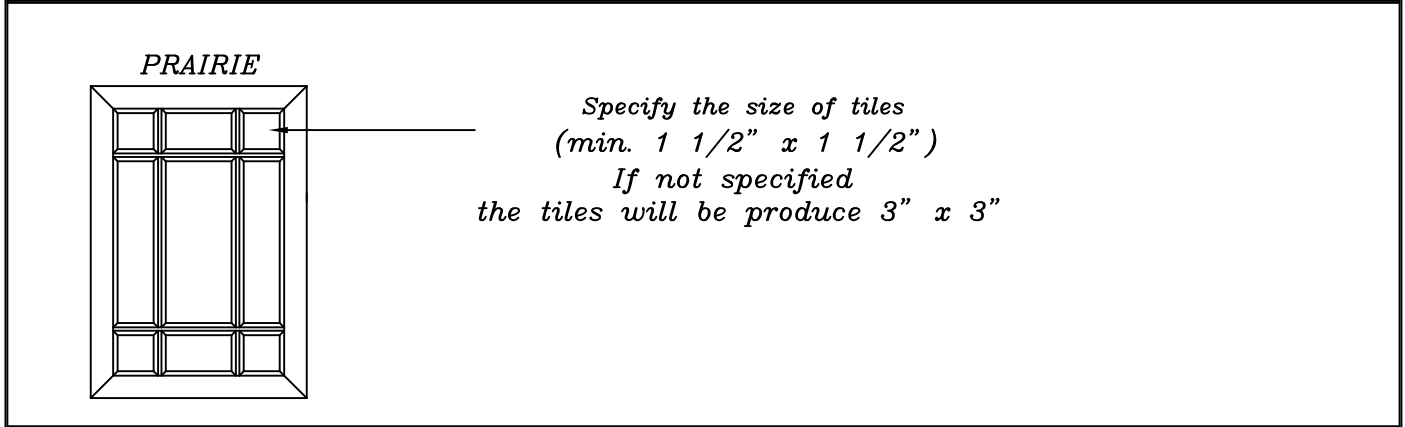 PRAIRIE
Specify the size of tiles
(min. 1 1/2" x 1 1/2")
If not specified
the tiles will be produce 3" x 3"